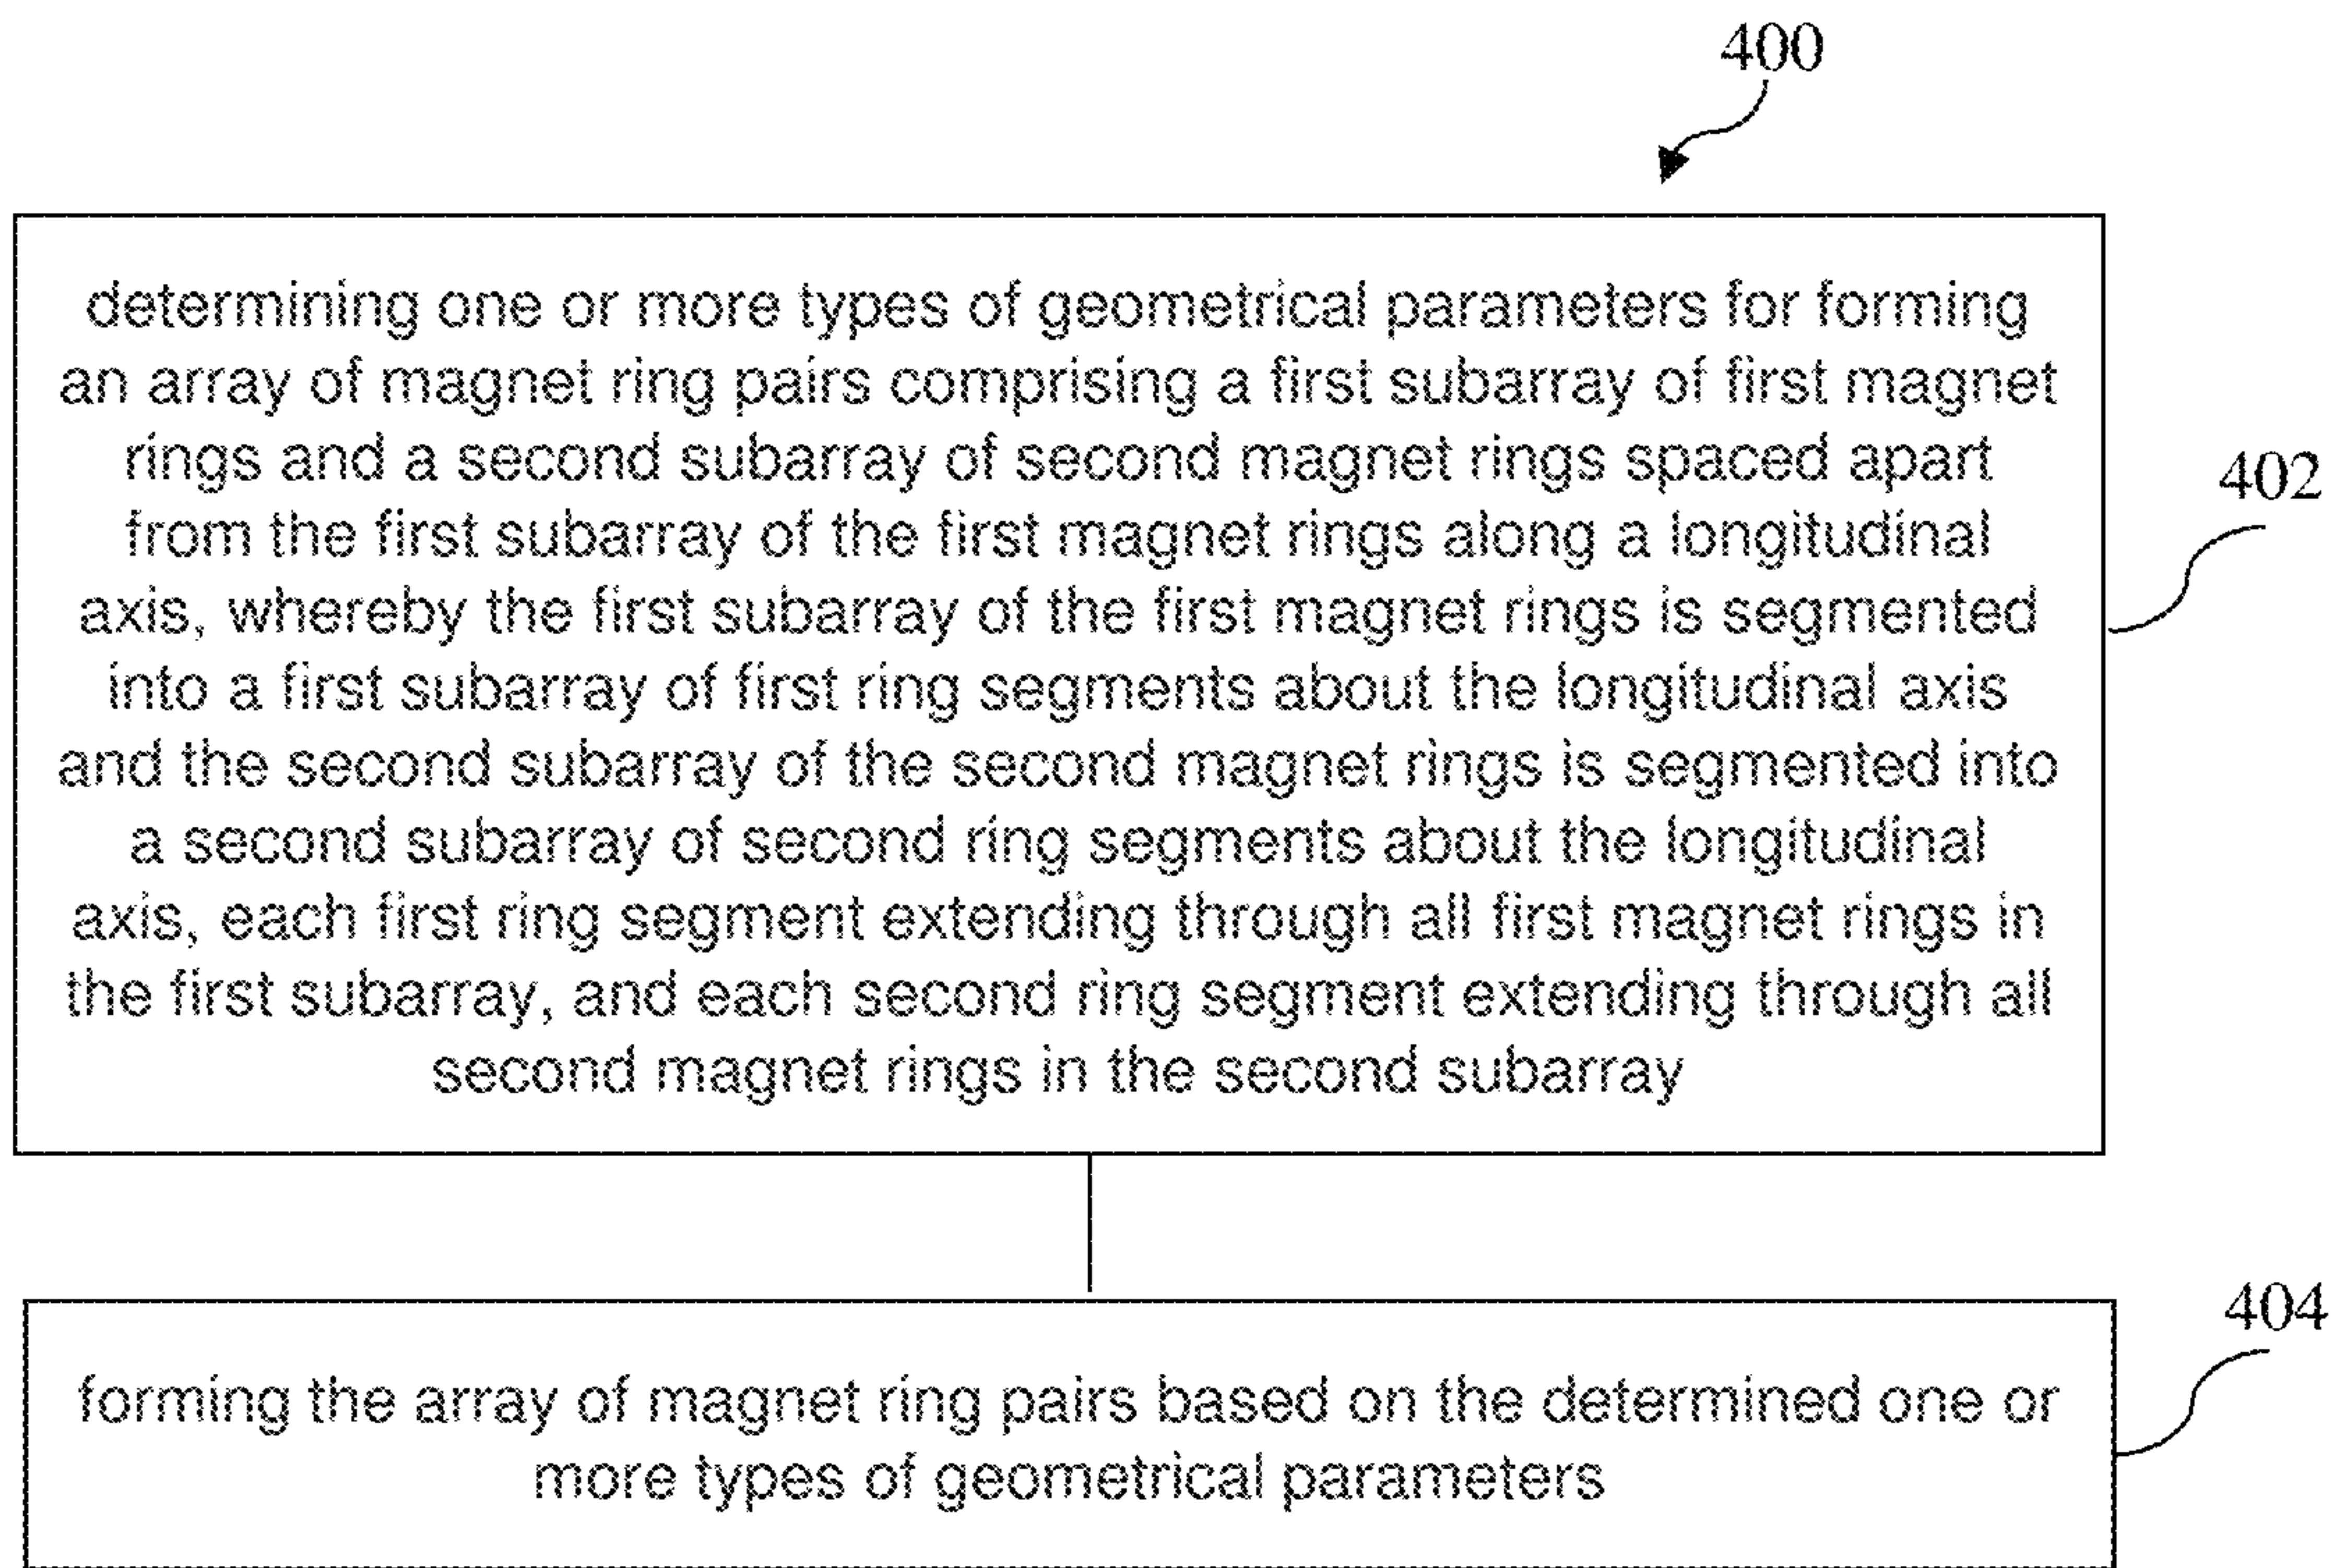 400
determining one or more types of geometrical parameters for forming
an array of magnet ring pairs comprising a first subarray of first magnet
rings and a second subarray of second magnet rings spaced apart
from the first subarray of the first magnet rings along a longitudinal
axis, whereby the first subarray of the first magnet rings is segmented
into a first subarray of first ring segments about the longitudinal axis
and the second subarray of the second magnet rings is segmented into
a second subarray of second ring segments about the longitudinal
axis, each first ring segment extending through all first magnet rings in
the first subarray, and each second ring segment extending through all
second magnet rings in the second subarray
402
404
forming the array of magnet ring pairs based on the determined one or
more types of geometrical parameters